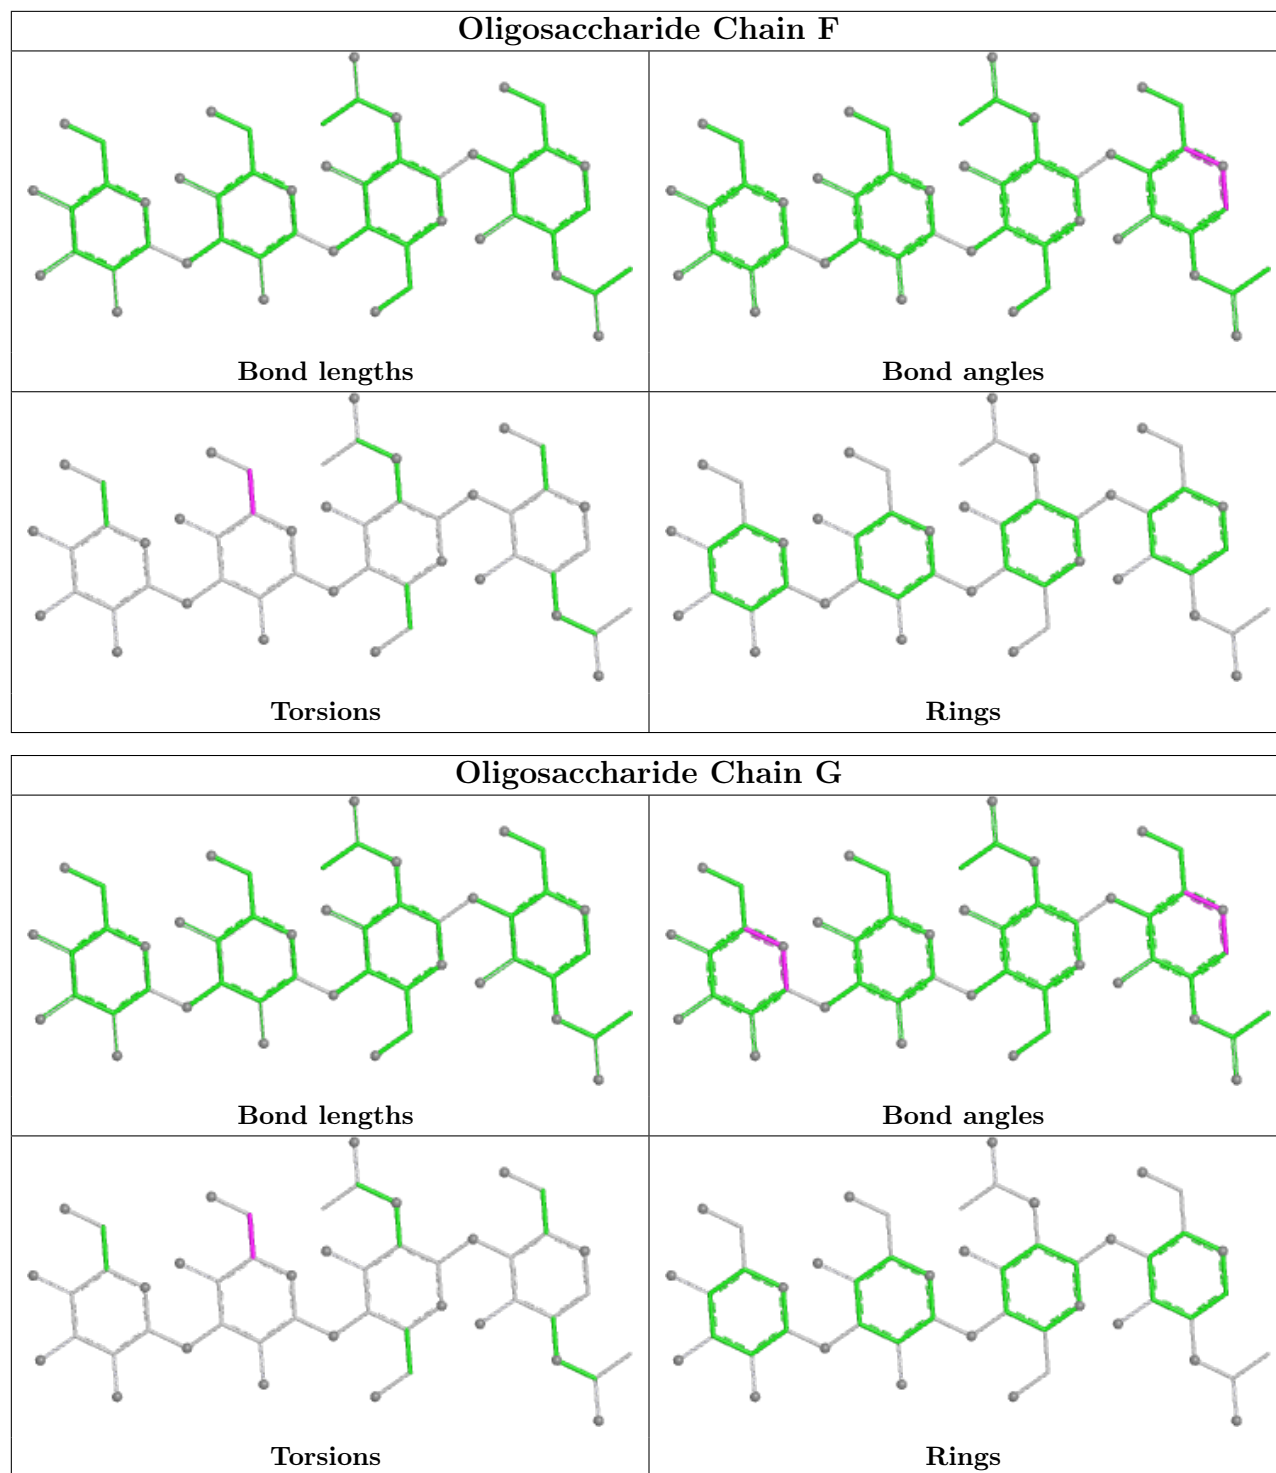 Oligosaccharide Chain F
Bond lengths
Bond angles
Torsions
Rings
Oligosaccharide Chain G
Bond lengths
Bond angles
Torsions
Rings